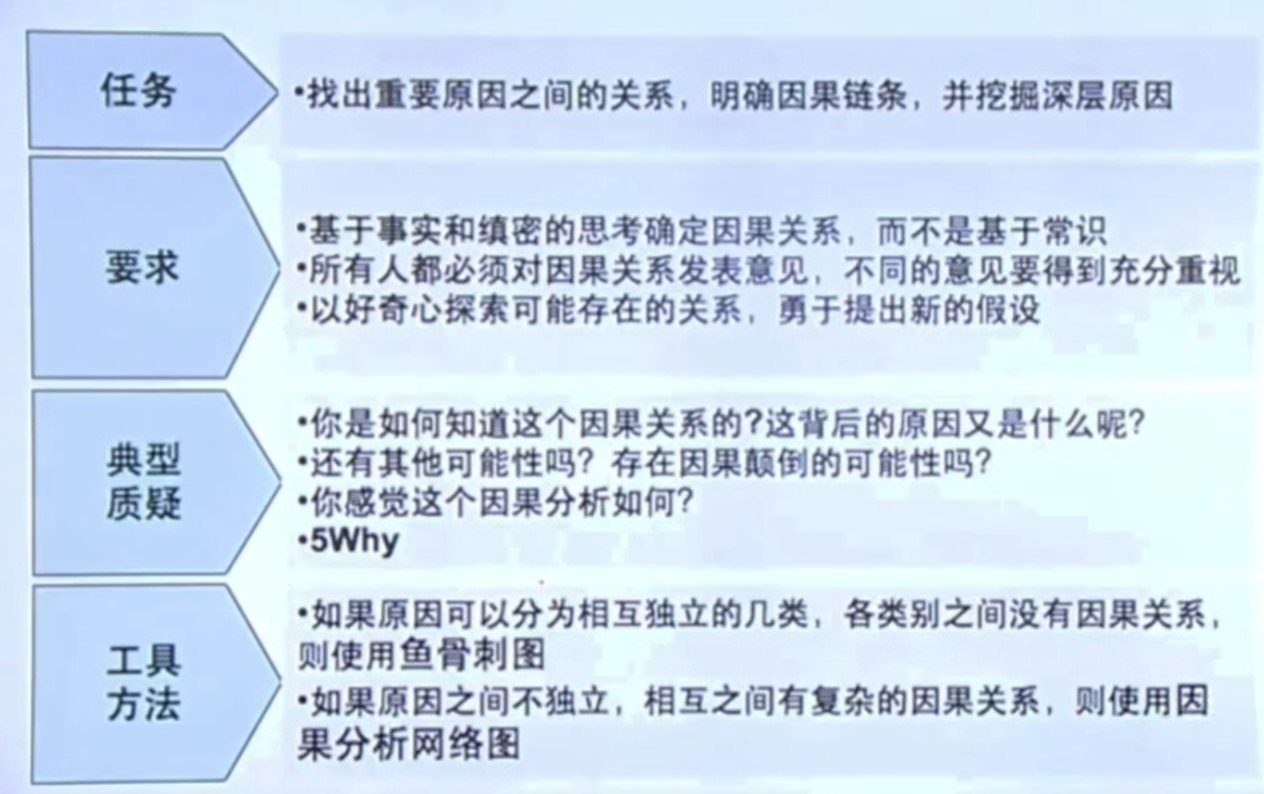 任务
•找出重要原因之间的关系，明确因果链条，并挖掘深层原因
要求
•基于事实和缜密的思考确定因果关系，而不是基于常识
•所有人都必须对因果关系发表意见，不同的意见要得到充分重视
•以好奇心探索可能存在的关系，勇于提出新的假设
典型
质疑
•你是如何知道这个因果关系的?这背后的原因又是什么呢?
•还有其他可能性吗？存在因果颠倒的可能性吗?
•你感觉这个因果分析如何?
•5Why
工具
方法
•如果原因可以分为相互独立的几类，各类别之间没有因果关系，
则使用鱼骨刺图
•如果原因之间不独立，相互之间有复杂的因果关系，则使用因
果分析网络图